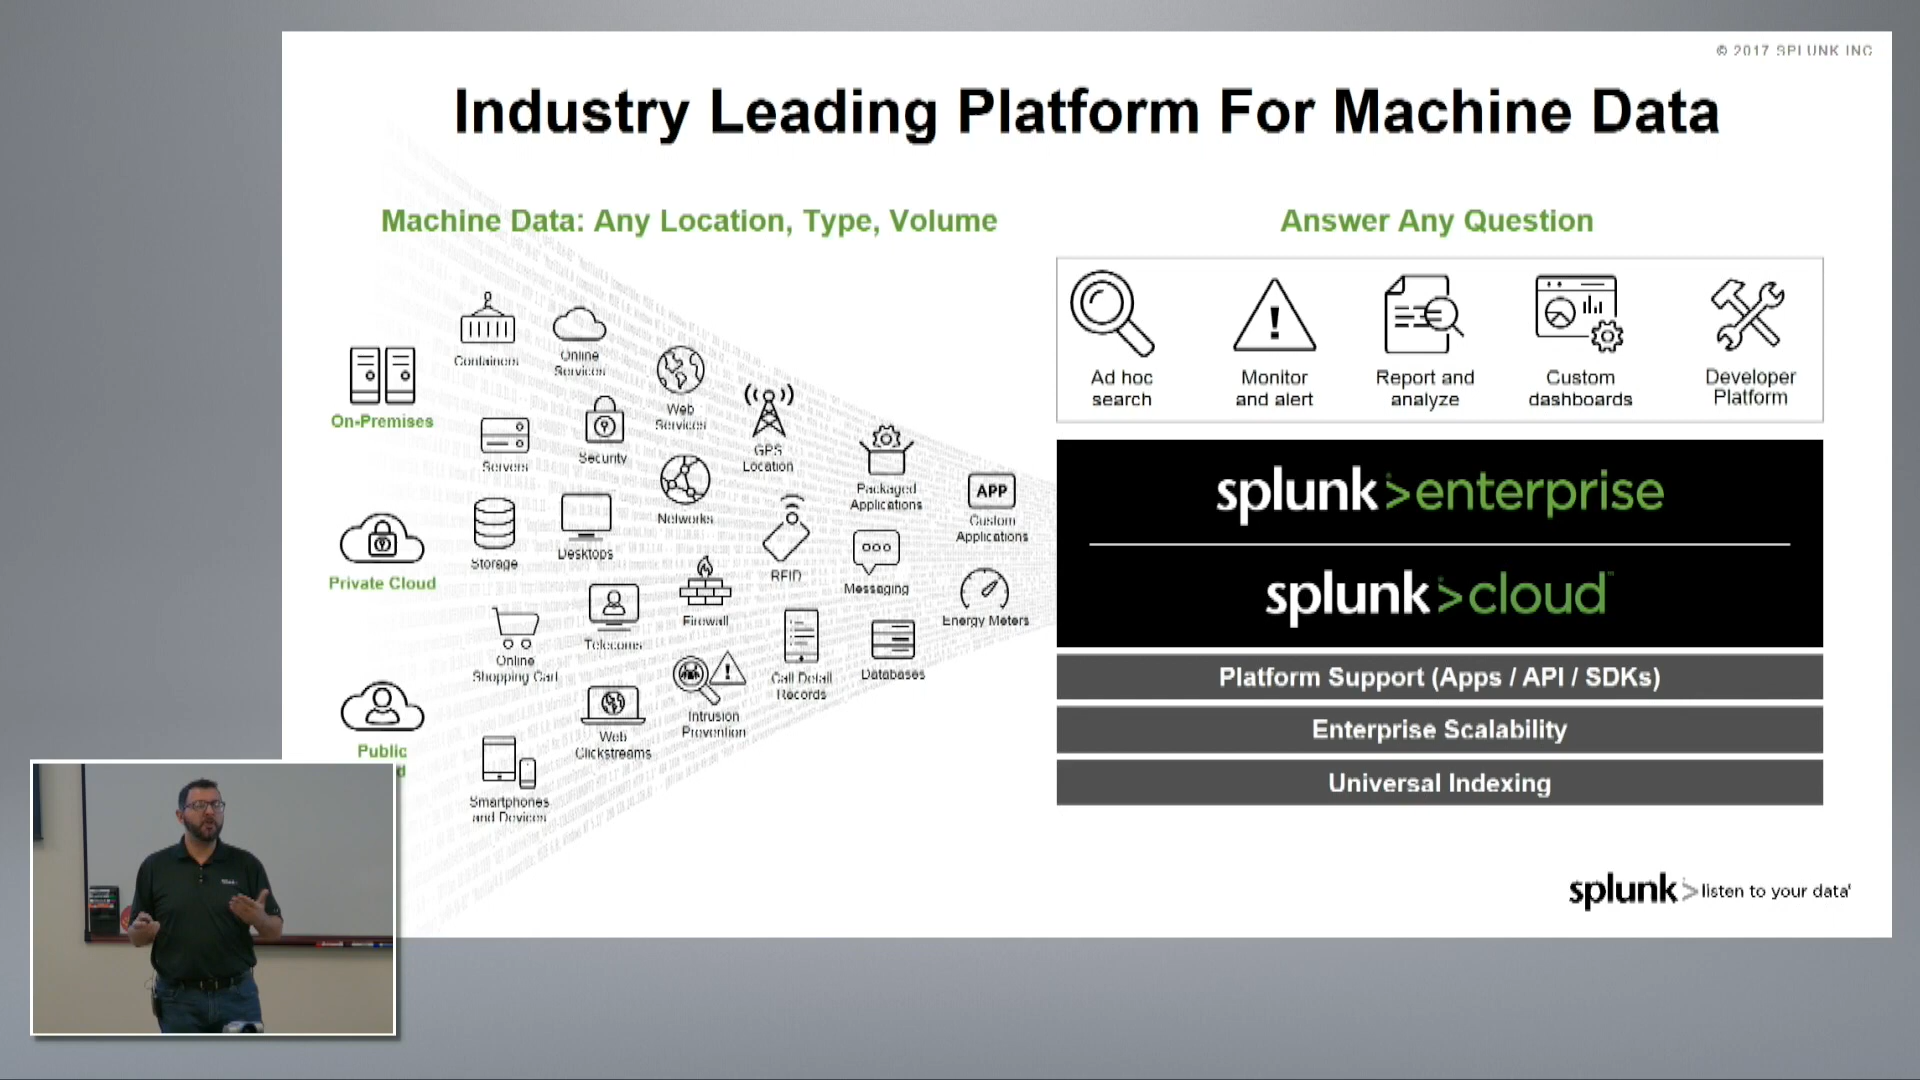 © 2017 SPLUNK INC
Industry Leading Platform For Machine Data
Machine Data: Any Location, Type, Volume
Answer Any Question
On-Premises
Private Cloud
Public
Containers
Online
Services
Web
Services
GPS
Location
Servers
Security
Networks
Packaged
Applications
APP
Custom
Applications
Storage
Desktops
RFID
Messaging
Energy Meters
Online
Shopping Cart
Telecoms
Firewall
Call Detail
Records
Databases
Web
Clickstreams
Intrusion
Prevention
Smartphones
and Devices
Ad hoc
search
Monitor
and alert
Report and
analyze
Custom
dashboards
Developer
Platform
splunk>enterprise
splunk>cloud
Platform Support (Apps / API / SDKs)
Enterprise Scalability
Universal Indexing
splunk> listen to your data